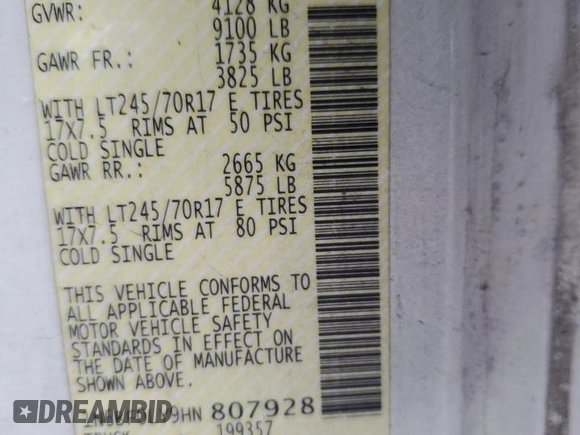 GVWR: 4128 KG
9100 LB
GAWR FR.: 1735 KG
3825 LB
WITH LT245/70R17 E TIRES
17X7.5 RIMS AT 50 PSI
COLD SINGLE
GAWR RR.: 2665 KG
5875 LB
WITH LT245/70R17 E TIRES
17X7.5 RIMS AT 80 PSI
COLD SINGLE
THIS VEHICLE CONFORMS TO
ALL APPLICABLE FEDERAL
MOTOR VEHICLE SAFETY
STANDARDS IN EFFECT ON
THE DATE OF MANUFACTURE
SHOWN ABOVE.
807928
199357
DREAMBID